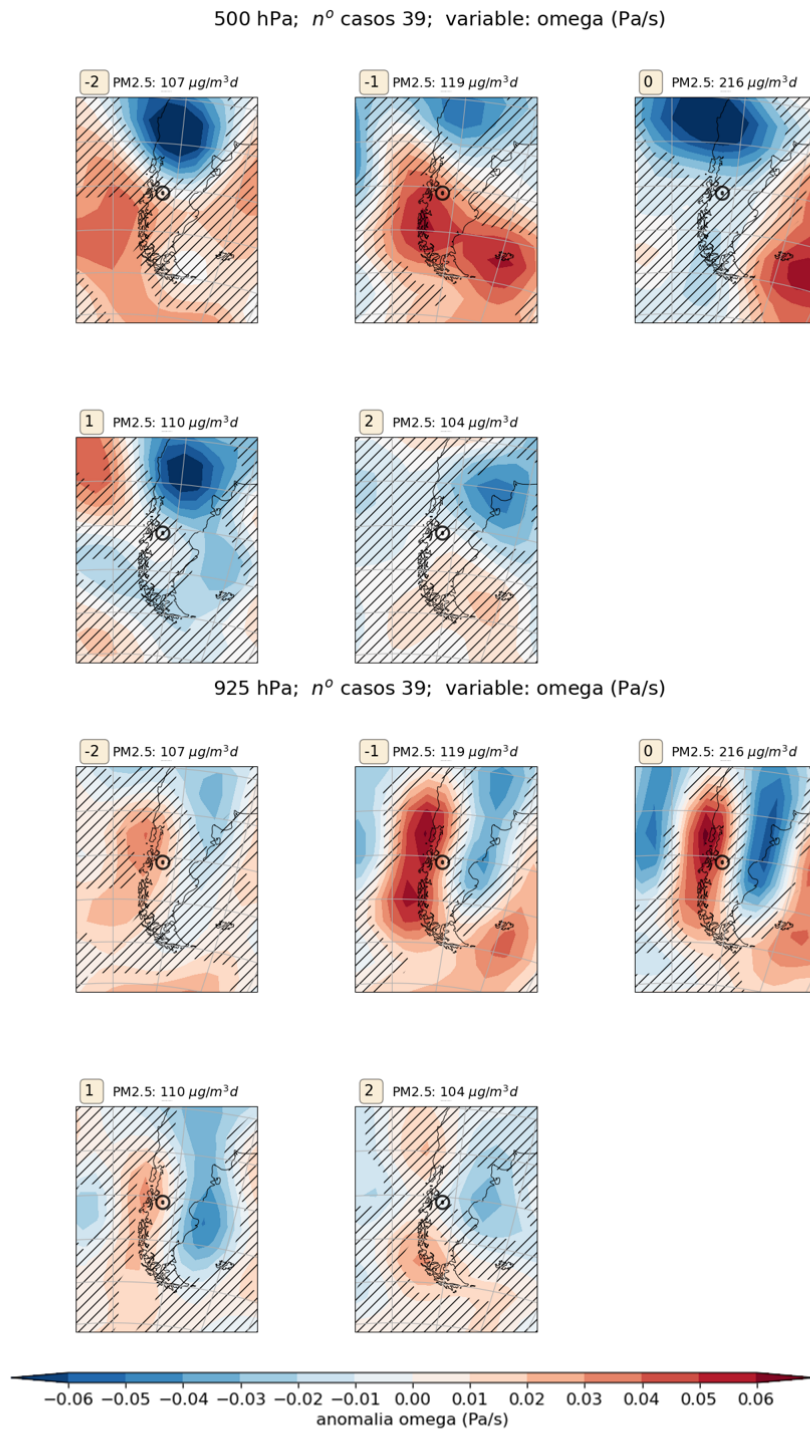 500 hPa;  nº casos 39;  variable: omega (Pa/s)
-2 PM2.5: 107 μg/m³d
-1 PM2.5: 119 μg/m³d
0 PM2.5: 216 μg/m³d
1 PM2.5: 110 μg/m³d
2 PM2.5: 104 μg/m³d
925 hPa;  nº casos 39;  variable: omega (Pa/s)
-2 PM2.5: 107 μg/m³d
-1 PM2.5: 119 μg/m³d
0 PM2.5: 216 μg/m³d
1 PM2.5: 110 μg/m³d
2 PM2.5: 104 μg/m³d
−0.06 −0.05 −0.04 −0.03 −0.02 −0.01 0.00 0.01 0.02 0.03 0.04 0.05 0.06
anomalia omega (Pa/s)